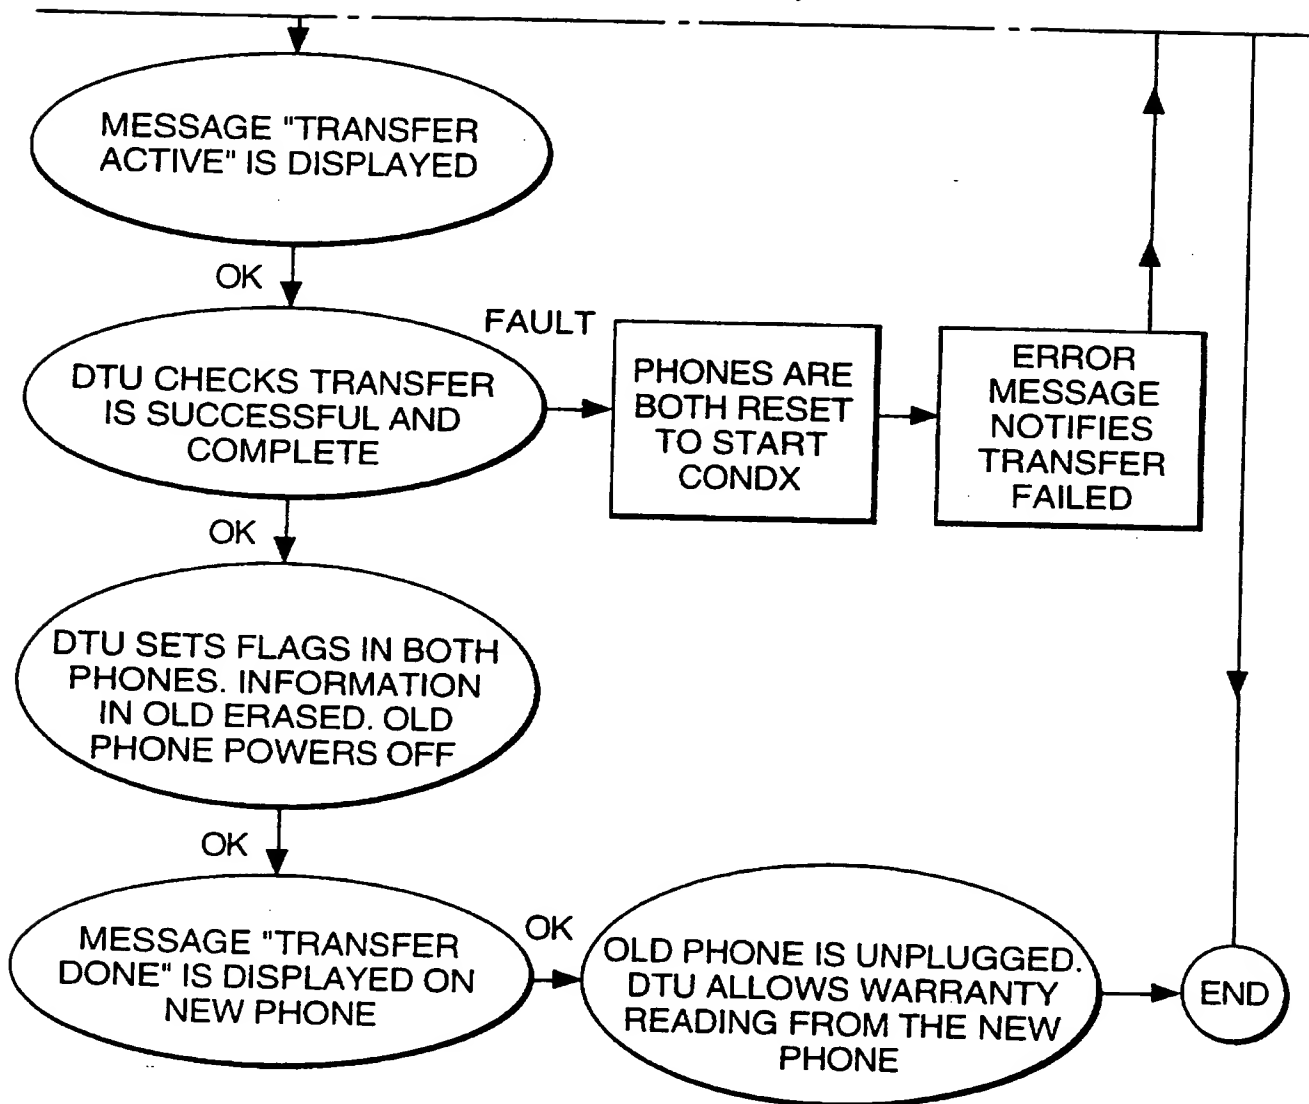 MESSAGE "TRANSFER
ACTIVE" IS DISPLAYED
OK
DTU CHECKS TRANSFER
IS SUCCESSFUL AND
COMPLETE
FAULT
PHONES ARE
BOTH RESET
TO START
CONDX
ERROR
MESSAGE
NOTIFIES
TRANSFER
FAILED
OK
DTU SETS FLAGS IN BOTH
PHONES. INFORMATION
IN OLD ERASED. OLD
PHONE POWERS OFF
OK
MESSAGE "TRANSFER
DONE" IS DISPLAYED ON
NEW PHONE
OK
OLD PHONE IS UNPLUGGED.
DTU ALLOWS WARRANTY
READING FROM THE NEW
PHONE
END